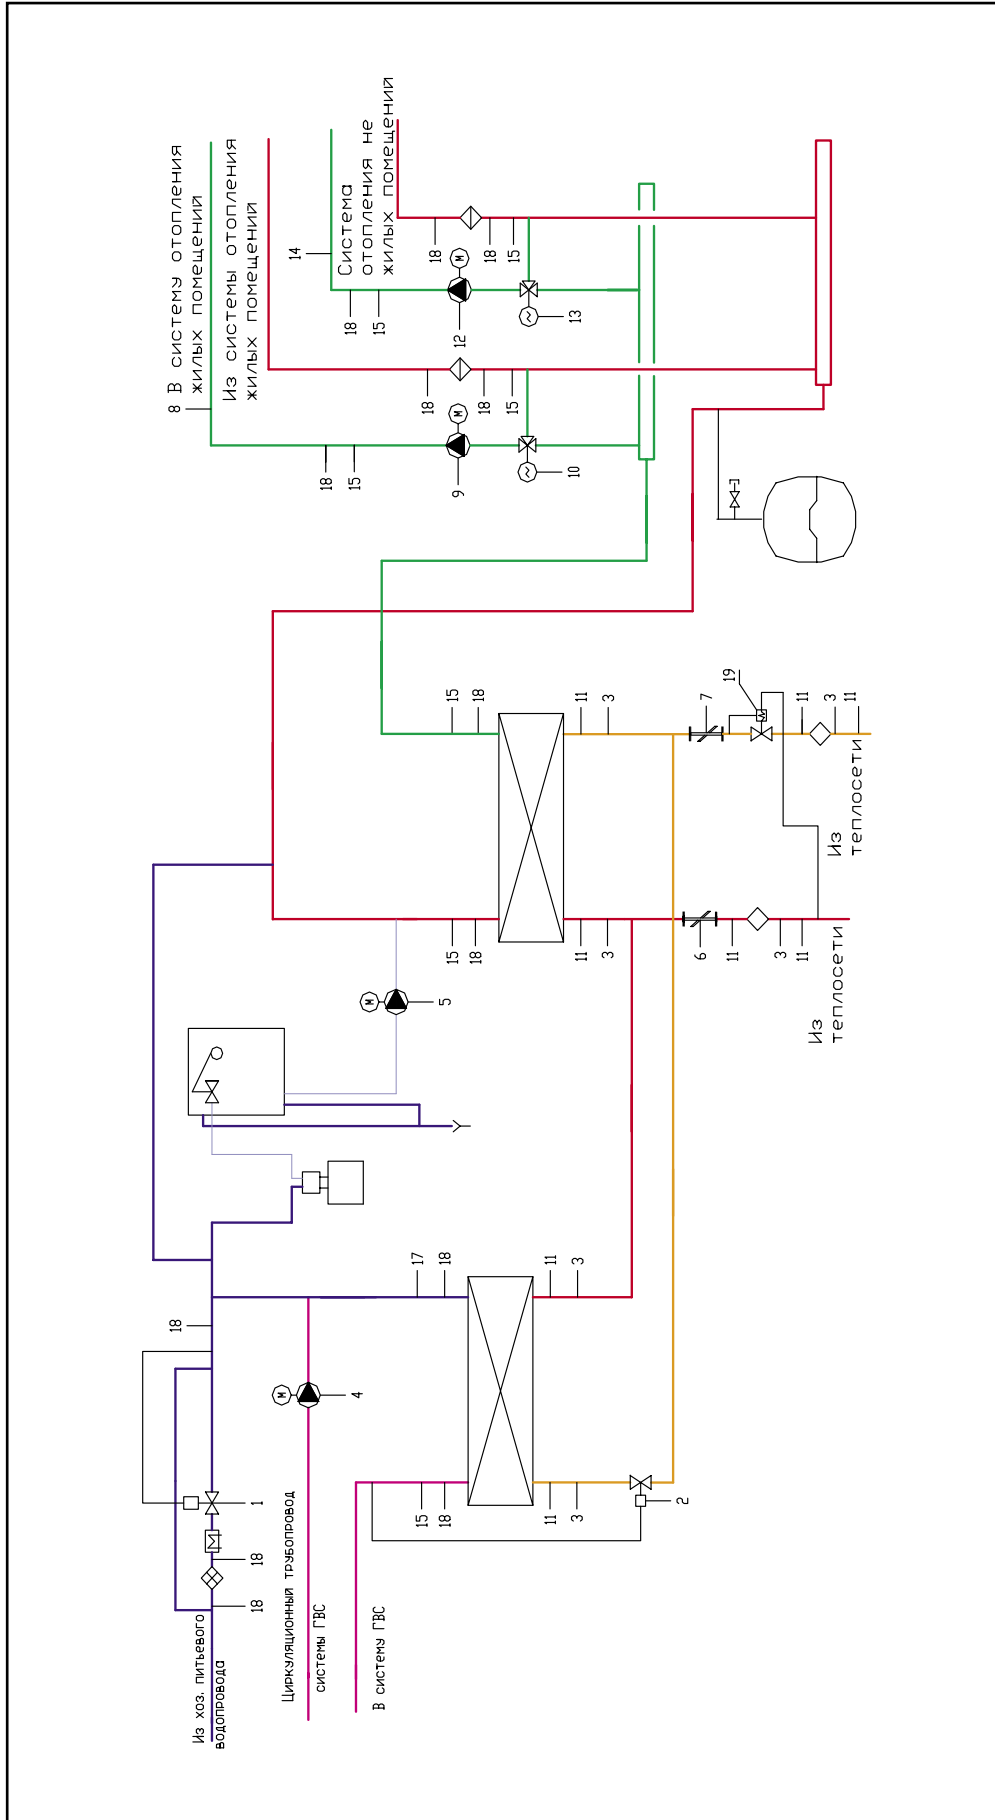 В систему отопления
жилых помещений
8
Из системы отопления
жилых помещений
14
Система
отопления не
жилых помещений
18
15
18
15
М
9
10
18
18
15
18
15
М
12
13
18
18
15
15
18
11
3
7
19
11
3
11
Из
теплосети
15
18
11
3
6
11
3
11
Из
теплосети
М
5
17
18
11
3
18
М
4
1
18
18
15
18
11
3
2
Из хоз. питьевого
водопровода
Циркуляционный трубопровод
системы ГВС
В систему ГВС